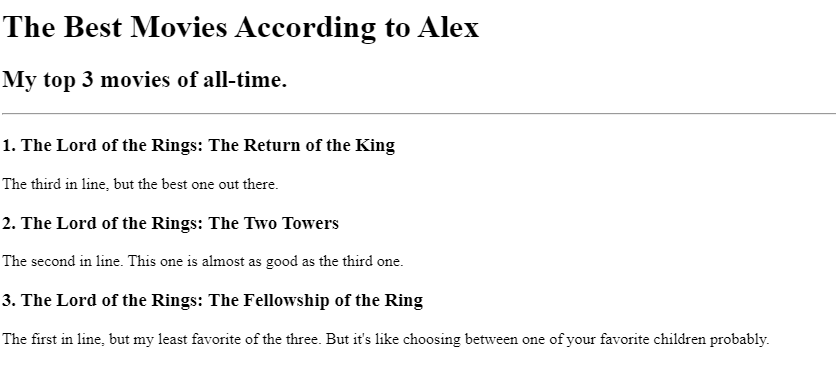 The Best Movies According to Alex
My top 3 movies of all-time.
1. The Lord of the Rings: The Return of the King
The third in line, but the best one out there.
2. The Lord of the Rings: The Two Towers
The second in line. This one is almost as good as the third one.
3. The Lord of the Rings: The Fellowship of the Ring
The first in line, but my least favorite of the three. But it's like choosing between one of your favorite children probably.